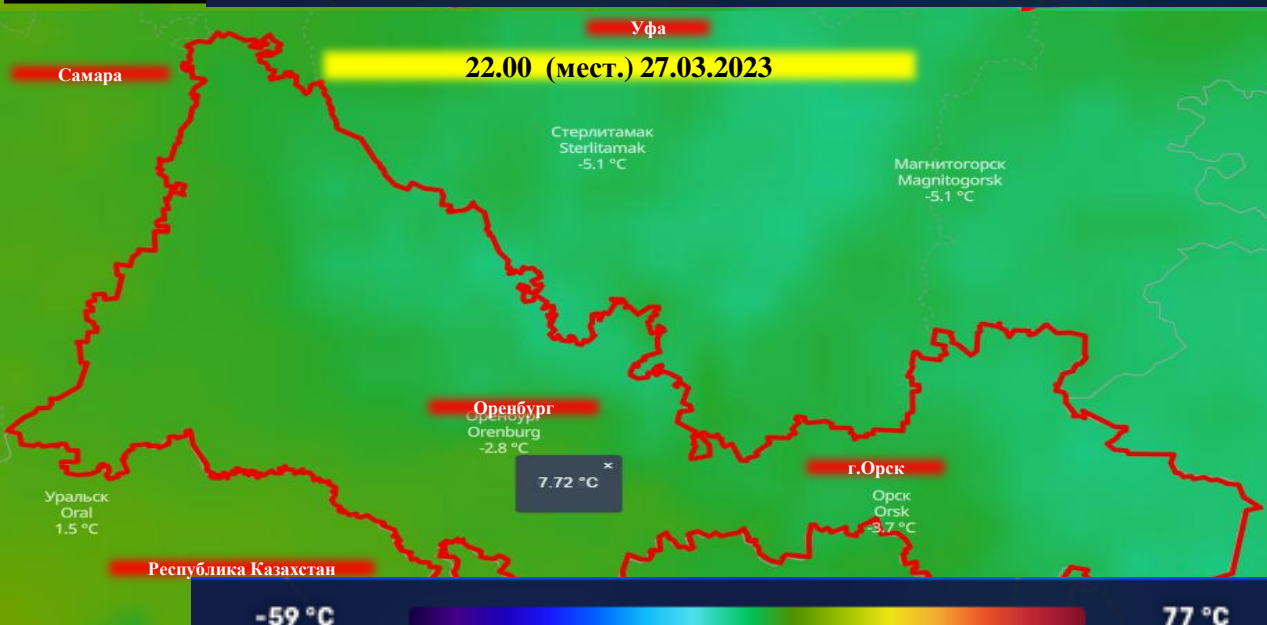 Уфа
Самара
22.00 (мест.) 27.03.2023
Стерлитамак
Sterlitamak
-5.1 °C
Магнитогорск
Magnitogorsk
-5.1 °C
Оренбург
Оренбург
Orenburg
-2.8 °C
7.72 °C
×
г.Орск
Орск
Orsk
-3.7 °C
Уральск
Oral
1.5 °C
Республика Казахстан
-59 °C
77 °C